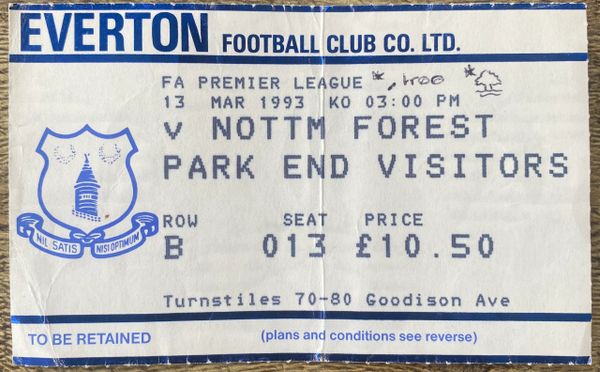 EVERTON FOOTBALL CLUB CO. LTD.
FA PREMIER LEAGUE
13 MAR 1993 KO 03:00 PM
V NOTTM FOREST
PARK END VISITORS
ROW SEAT PRICE
B 013 £10.50
NIL SATIS NISI OPTIMUM
Turnstiles 70-80 Goodison Ave
TO BE RETAINED (plans and conditions see reverse)